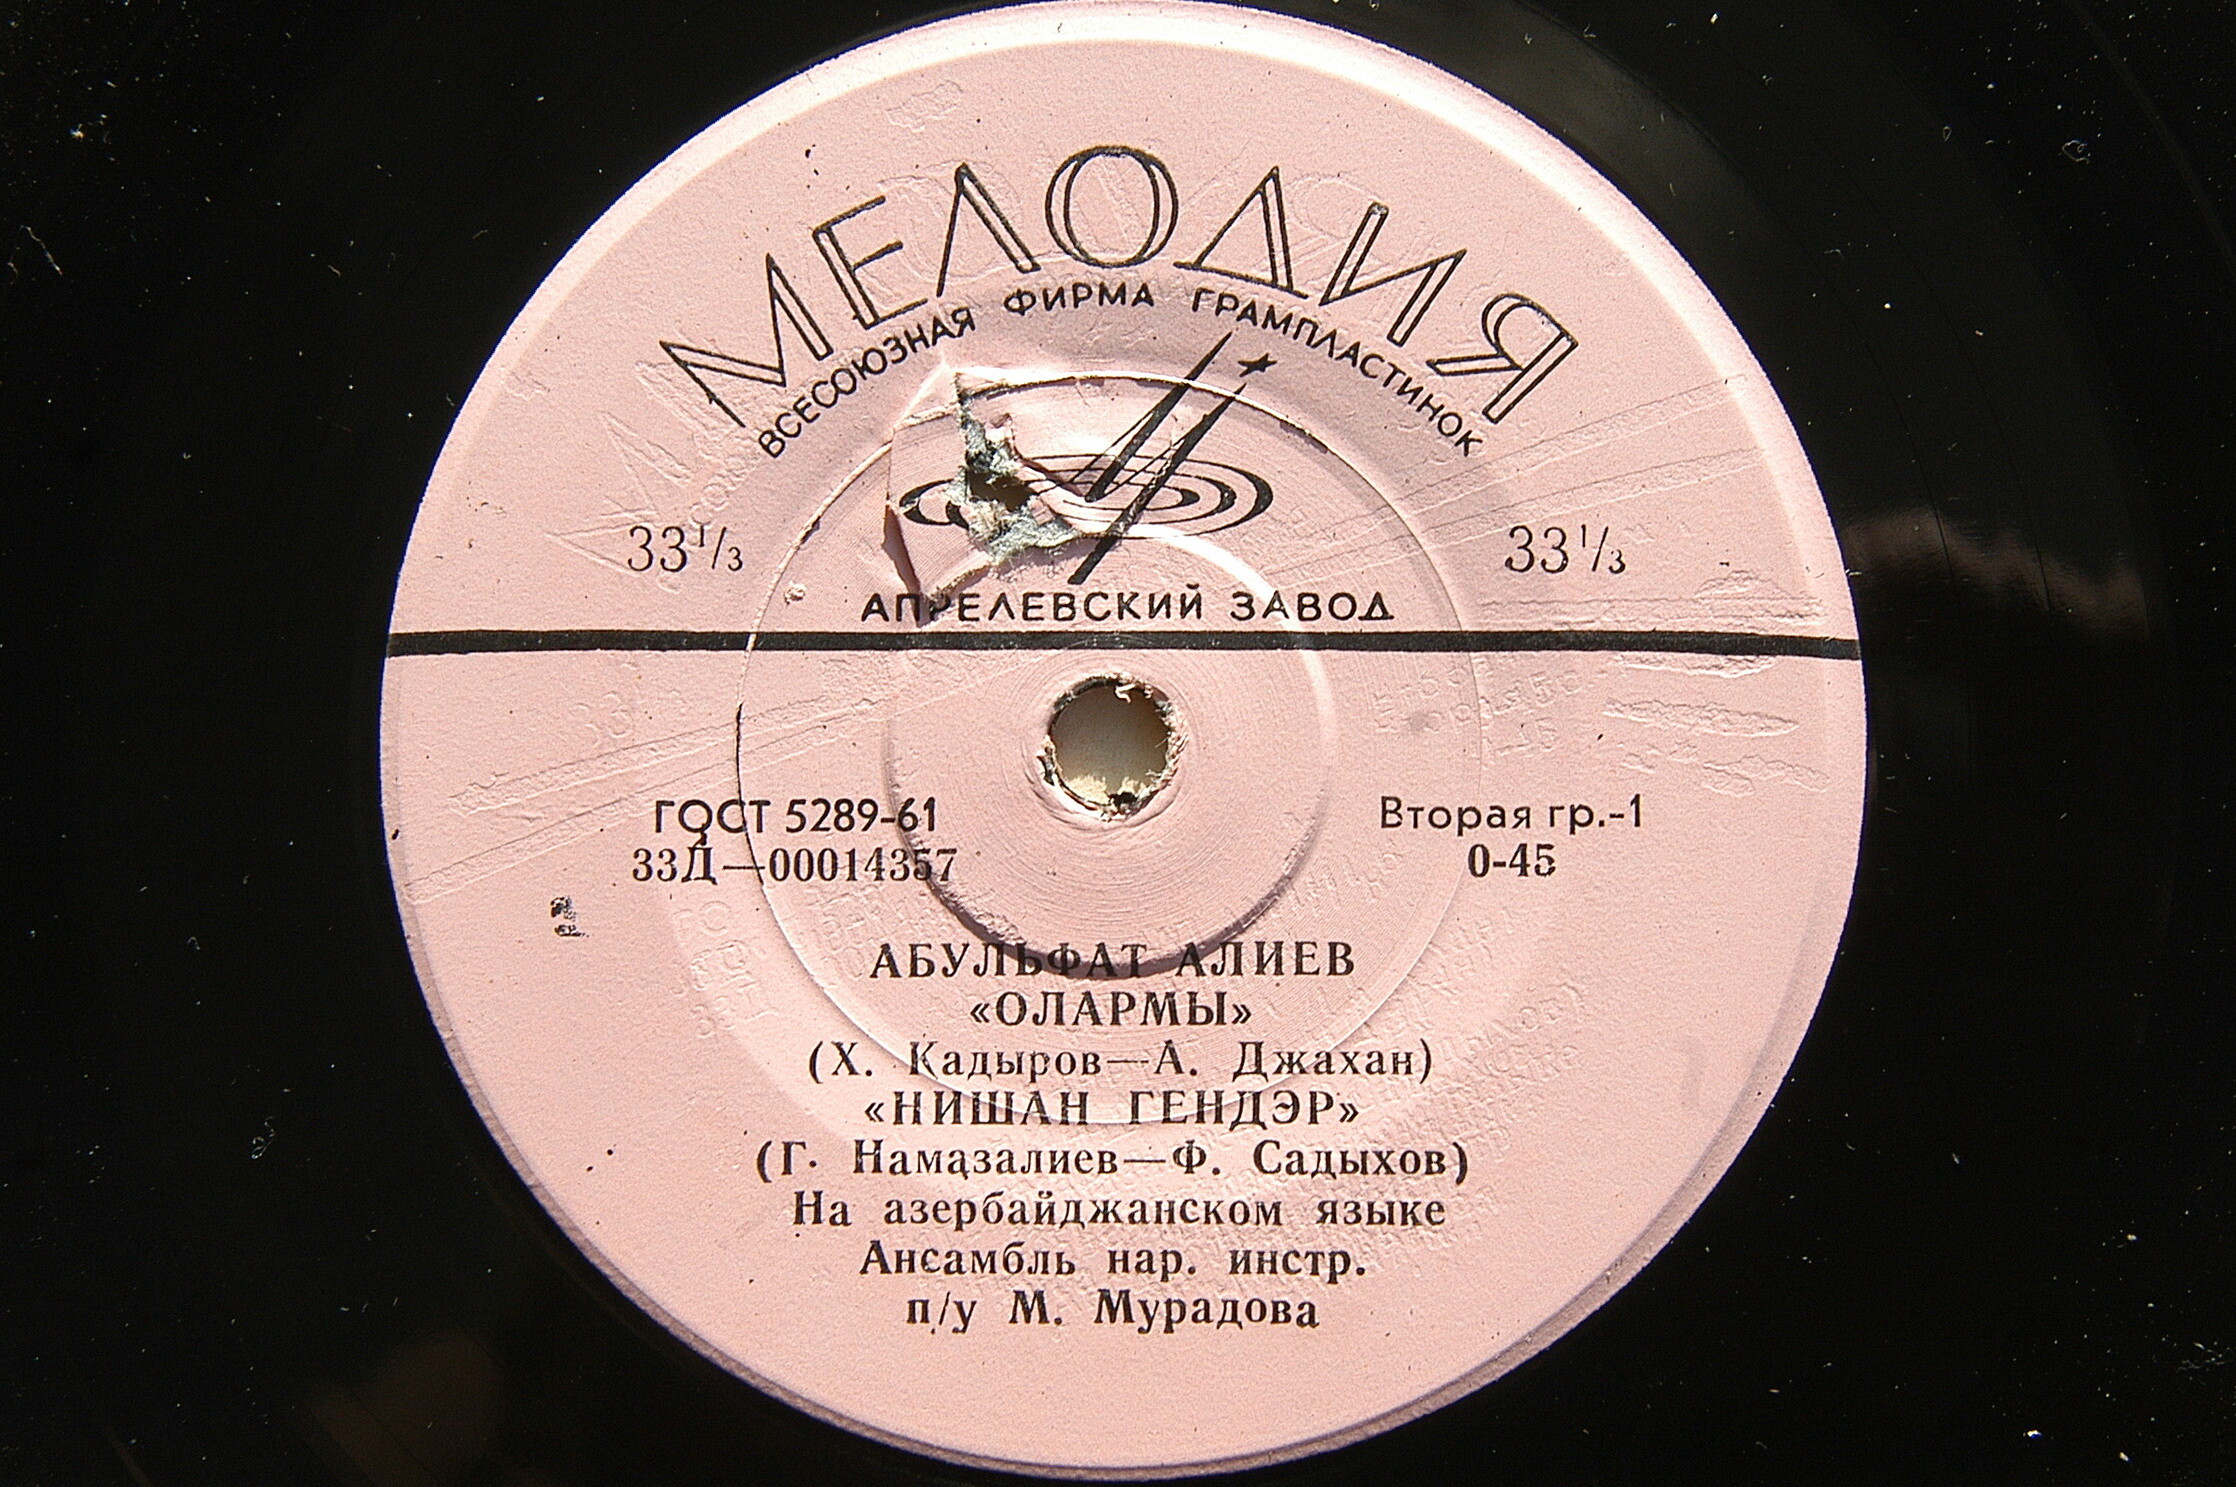 МЕЛОДИЯ
ВСЕСОЮЗНАЯ ФИРМА ГРАМПЛАСТИНОК
33 1/3 33 1/3
АПРЕЛЕВСКИЙ ЗАВОД
ГОСТ 5289-61 Вторая гр.-1
33Д—00014357 0-45
АБУЛЬФАТ АЛИЕВ
«ОЛАРМЫ»
(Х. Кадыров—А. Джахан)
«НИШАН ГЕНДЭР»
(Г. Намазалиев—Ф. Садыхов)
На азербайджанском языке
Ансамбль нар. инстр.
п/у М. Мурадова